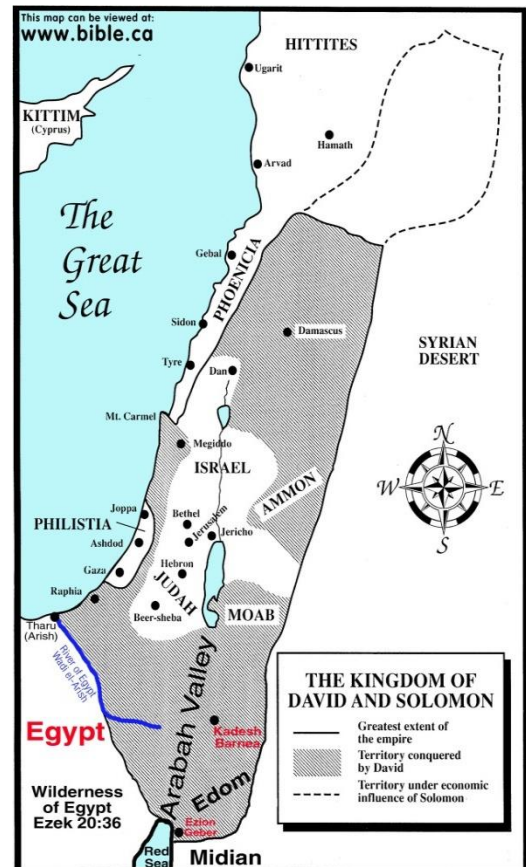 This map can be viewed at:
www.bible.ca
HITTITES
Ugarit
KITTIM
(Cyprus)
Hamath
Arvad
The
Great
Sea
Gebal
PHOENICIA
Sidon
Damascus
SYRIAN
DESERT
Tyre
Dan
Mt. Carmel
Megiddo
ISRAEL
N
W
E
S
AMMON
Joppa
PHILISTIA
Bethel
Jerusalem
Ashdod
Jericho
Gaza
Hebron
JUDAH
Raphia
Beer-sheba
MOAB
Tharu
(Arish)
River of Egypt
Wadi el-Arish
Arabah Valley
Egypt
Kadesh
Barnea
Edom
Wilderness
of Egypt
Ezek 20:36
Ezion
Geber
Red
Sea
Midian
THE KINGDOM OF
DAVID AND SOLOMON
Greatest extent of
the empire
Territory conquered
by David
Territory under economic
influence of Solomon